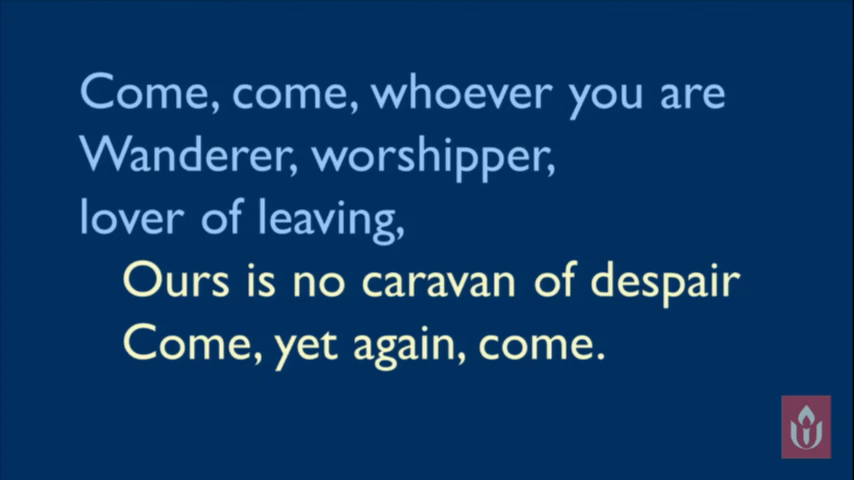 Come, come, whoever you are
Wanderer, worshipper,
lover of leaving,
Ours is no caravan of despair
Come, yet again, come.